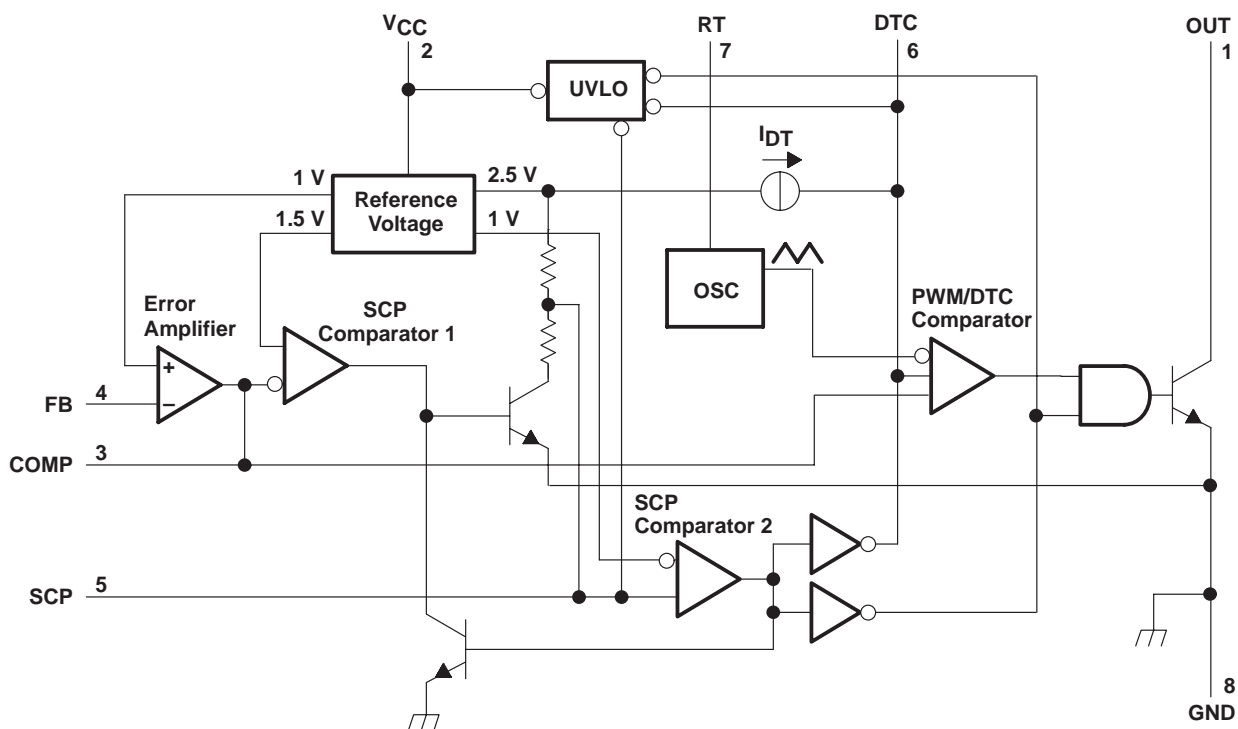 VCC
2
RT
7
DTC
6
OUT
1
UVLO
IDT
1 V
2.5 V
Reference
Voltage
1.5 V
1 V
OSC
Error
Amplifier
SCP
Comparator 1
PWM/DTC
Comparator
+
−
FB
4
COMP
3
SCP
Comparator 2
SCP
5
8
GND